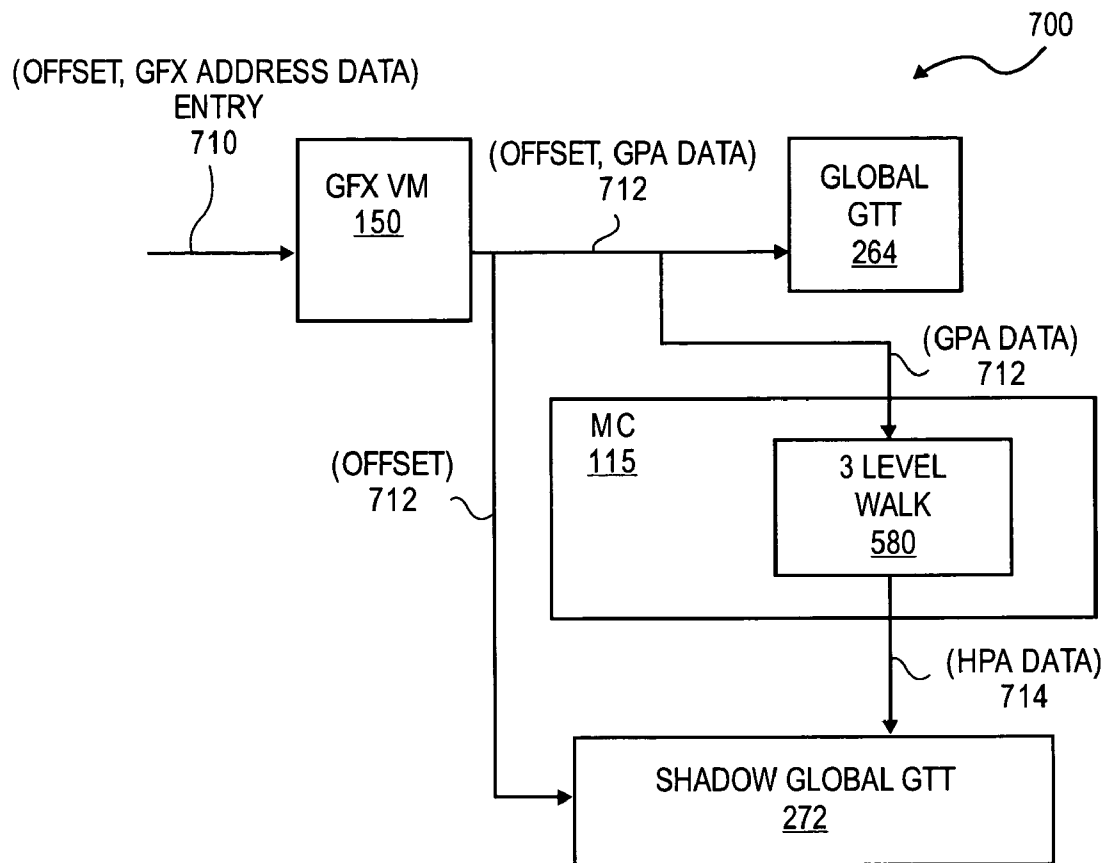 700
(OFFSET, GFX ADDRESS DATA)
ENTRY
710
GFX VM
150
(OFFSET, GPA DATA)
712
GLOBAL
GTT
264
(GPA DATA)
712
MC
115
3 LEVEL
WALK
580
(OFFSET)
712
(HPA DATA)
714
SHADOW GLOBAL GTT
272